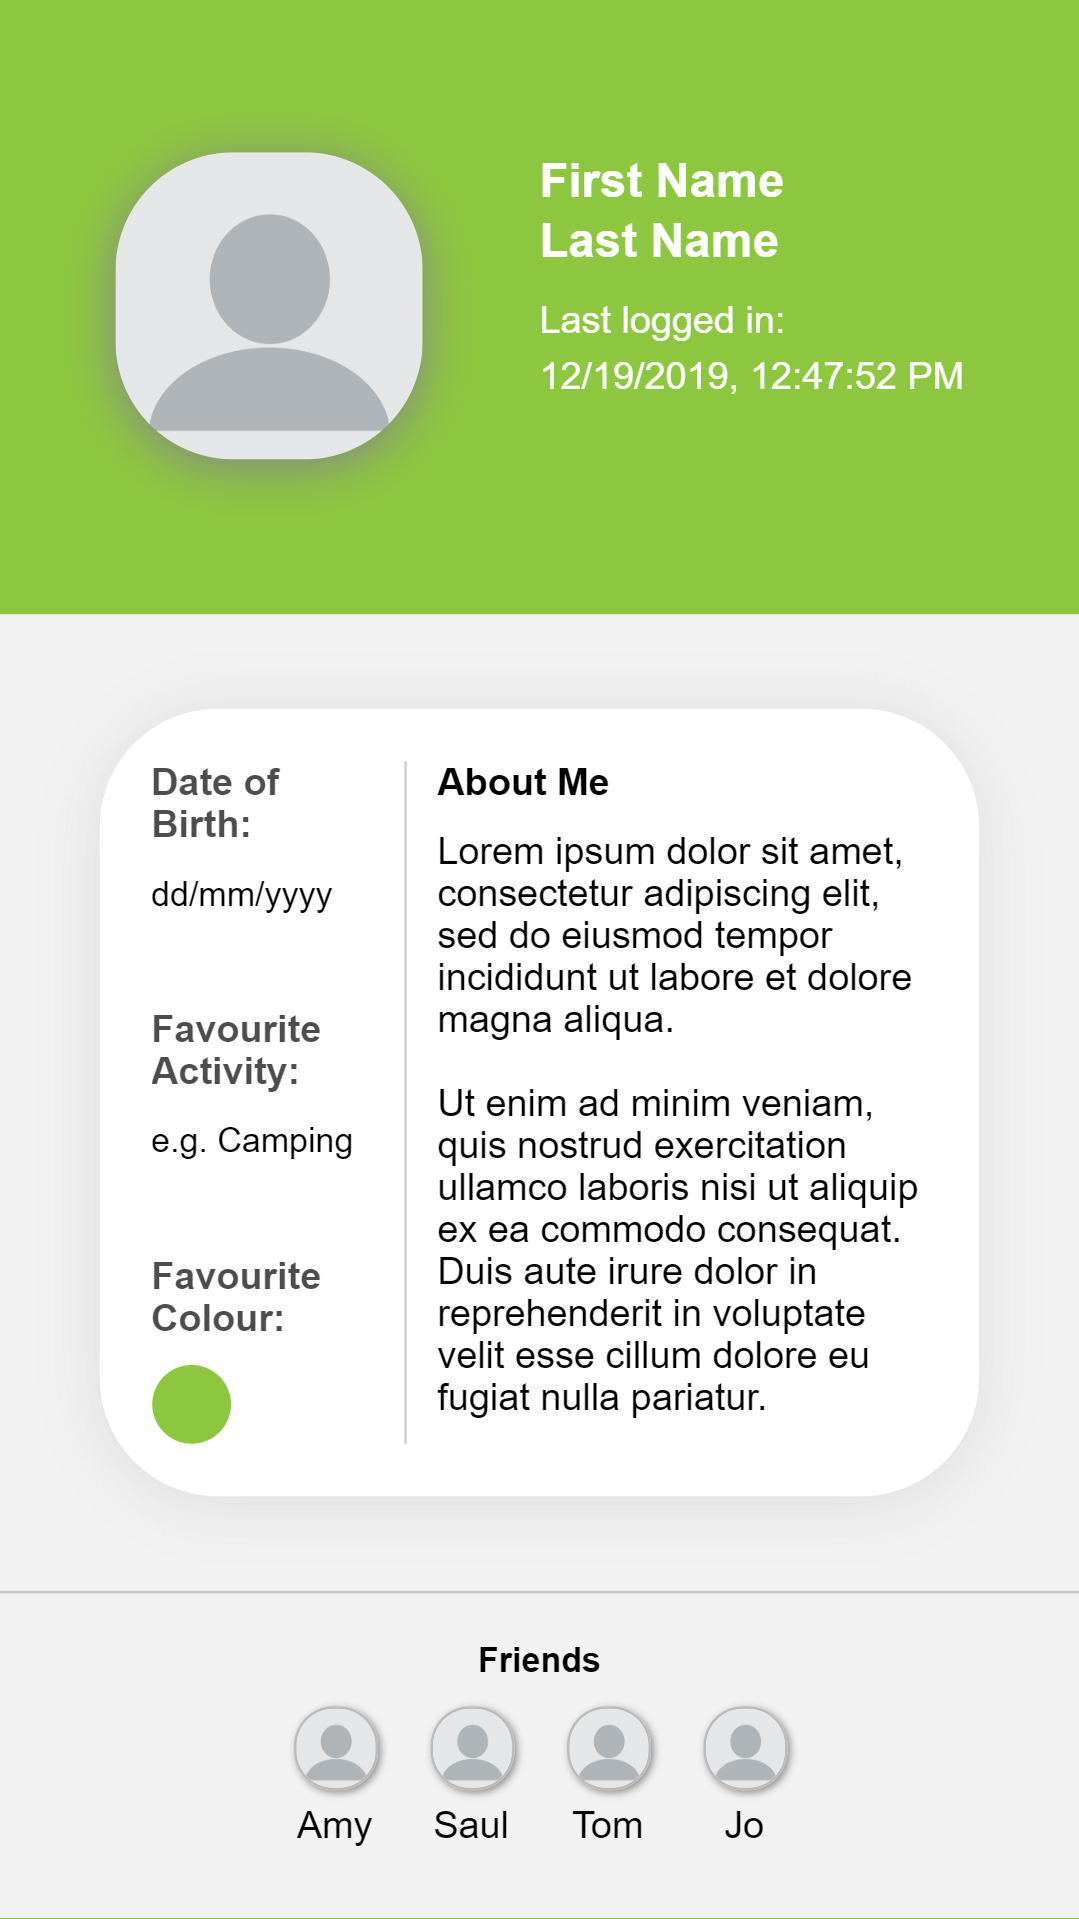 First Name
Last Name
Last logged in:
12/19/2019, 12:47:52 PM
Date of
Birth:
dd/mm/yyyy
Favourite
Activity:
e.g. Camping
Favourite
Colour:
About Me
Lorem ipsum dolor sit amet,
consectetur adipiscing elit,
sed do eiusmod tempor
incididunt ut labore et dolore
magna aliqua.
Ut enim ad minim veniam,
quis nostrud exercitation
ullamco laboris nisi ut aliquip
ex ea commodo consequat.
Duis aute irure dolor in
reprehenderit in voluptate
velit esse cillum dolore eu
fugiat nulla pariatur.
Friends
Amy
Saul
Tom
Jo